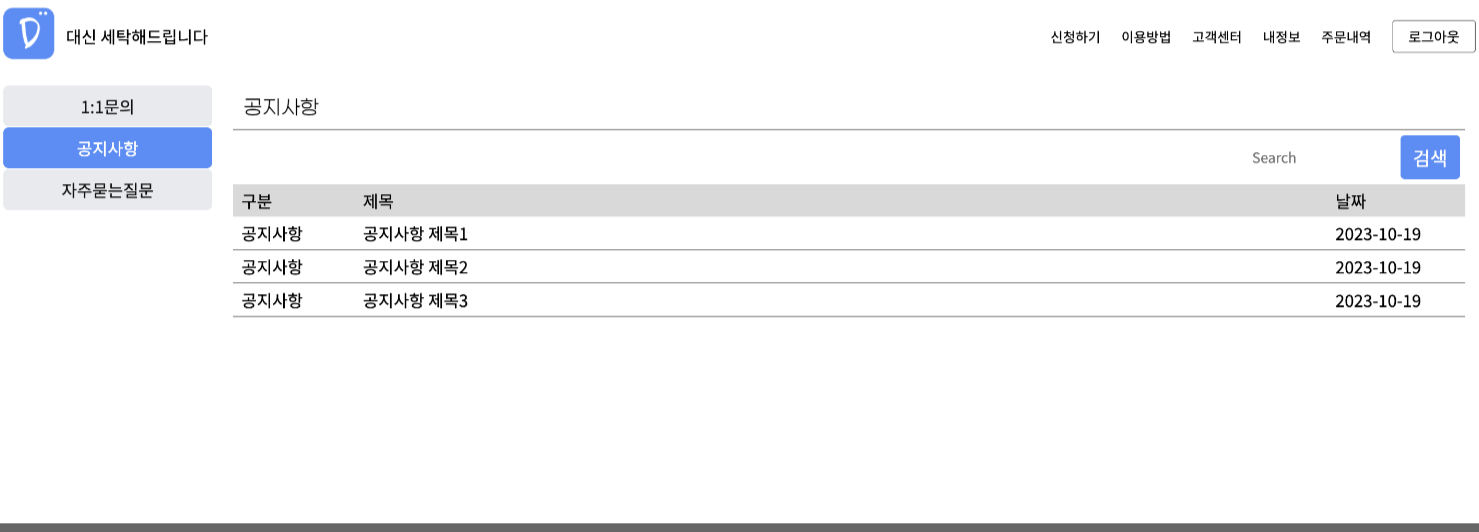 대신 세탁해드립니다
신청하기 이용방법 고객센터 내정보 주문내역 로그아웃
1:1문의
공지사항
자주묻는질문
공지사항
Search 검색
구분 제목 날짜
공지사항 공지사항 제목1 2023-10-19
공지사항 공지사항 제목2 2023-10-19
공지사항 공지사항 제목3 2023-10-19